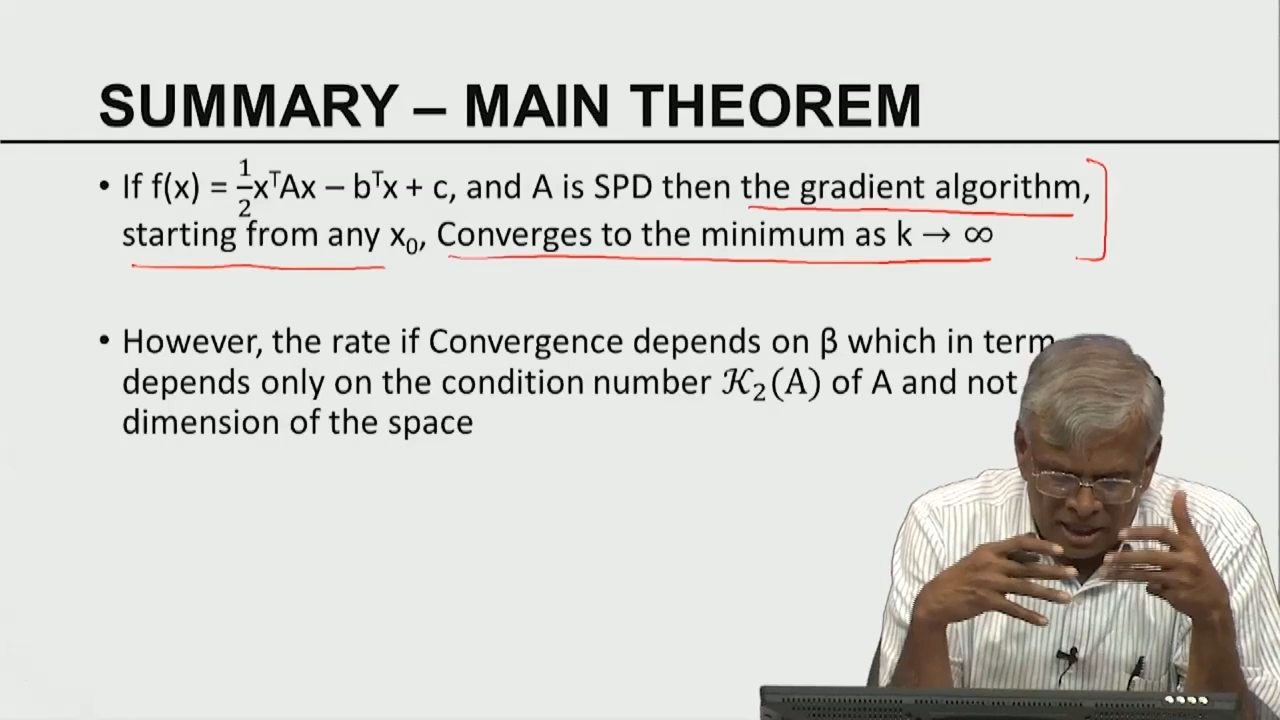 SUMMARY – MAIN THEOREM
• If f(x) = ½xᵀAx – bᵀx + c, and A is SPD then the gradient algorithm,
starting from any x₀, Converges to the minimum as k → ∞
• However, the rate if Convergence depends on β which in term
depends only on the condition number 𝒦₂(A) of A and not
dimension of the space